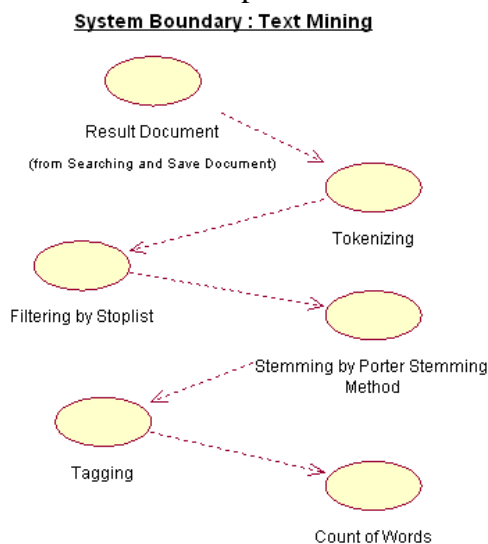 System Boundary : Text Mining
Result Document
(from Searching and Save Document)
Tokenizing
Filtering by Stoplist
Stemming by Porter Stemming
Method
Tagging
Count of Words